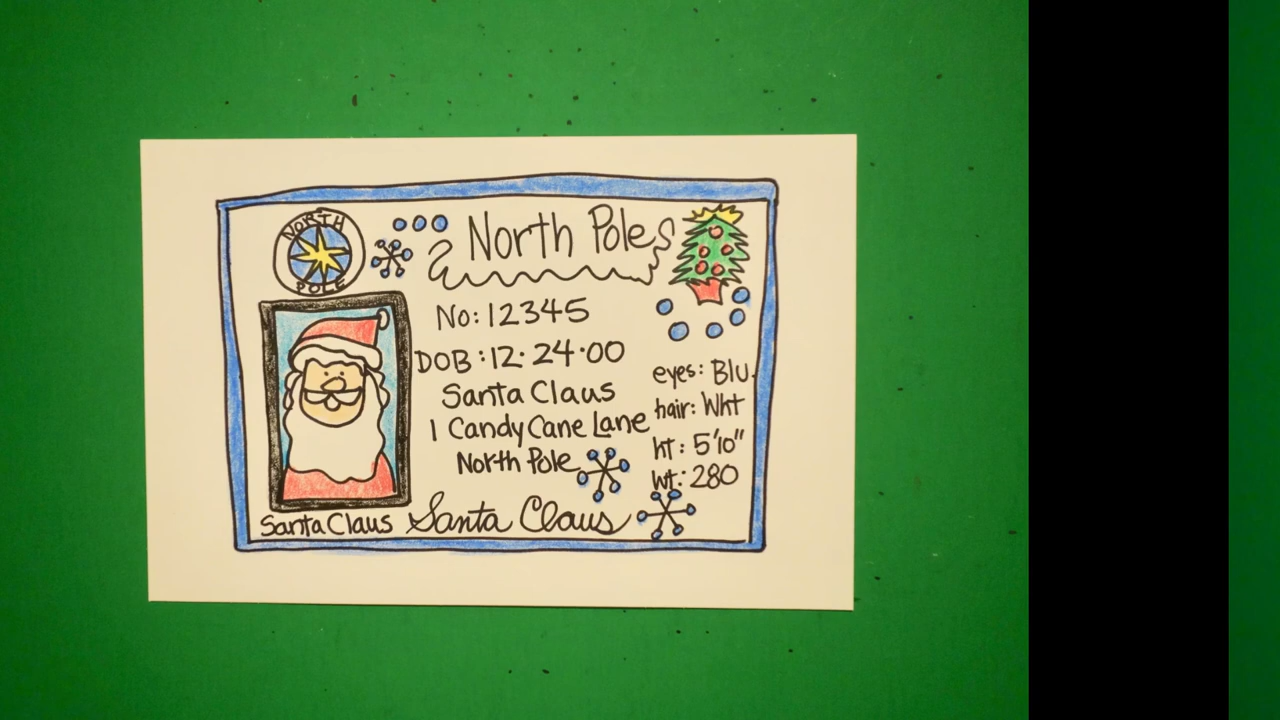 NORTH
POLE
North Pole
No: 12345
DOB: 12·24·00
Santa Claus
1 Candy Cane Lane
North Pole
eyes: Blu.
hair: Wht
ht: 5'10"
wt: 280
Santa Claus
Santa Claus